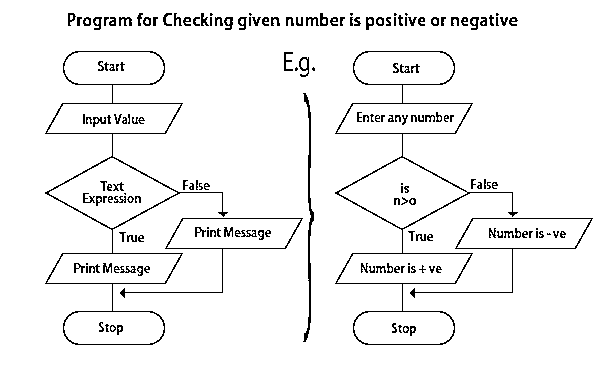 Program for Checking given number is positive or negative
Start
Input Value
Text
Expression
False
True
Print Message
Print Message
Stop
E.g.
Start
Enter any number
is
n>o
False
True
Number is - ve
Number is + ve
Stop